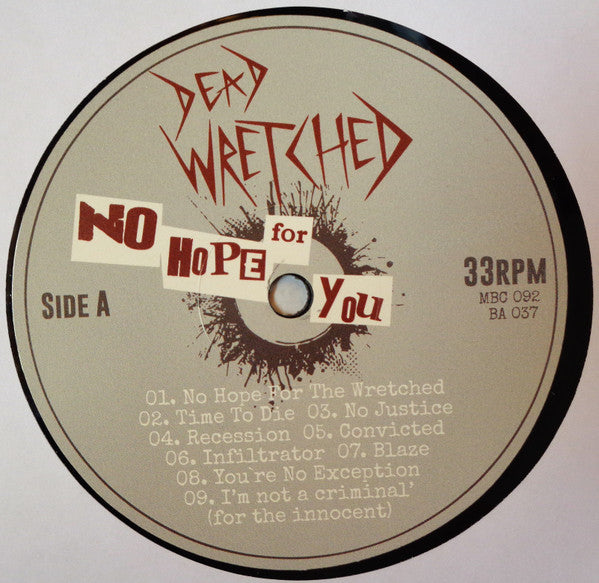 DEAD
WRETCHED
NO HOPE for YOU
SIDE A
33RPM
MBC 092
BA 037
01. No Hope For The Wretched
02. Time To Die 03. No Justice
04. Recession 05. Convicted
06. Infiltrator 07. Blaze
08. You`re No Exception
09. I'm not a criminal'
(for the innocent)